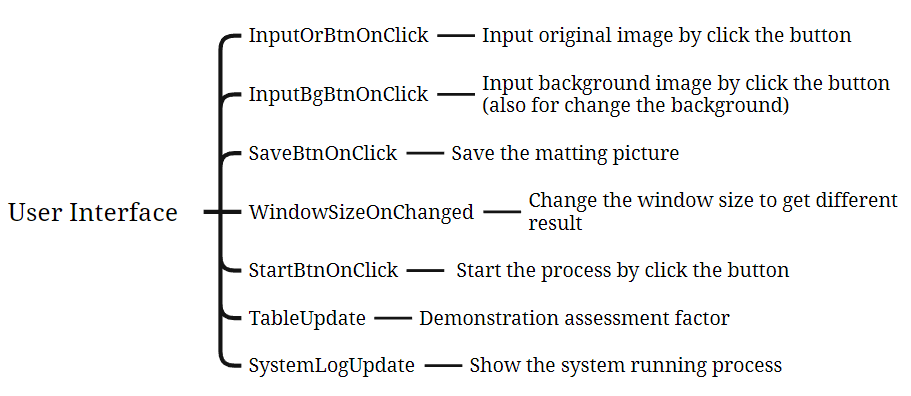 InputOrBtnOnClick Input original image by click the button
InputBgBtnOnClick Input background image by click the button
(also for change the background)
SaveBtnOnClick Save the matting picture
User Interface
WindowSizeOnChanged Change the window size to get different
result
StartBtnOnClick Start the process by click the button
TableUpdate Demonstration assessment factor
SystemLogUpdate Show the system running process